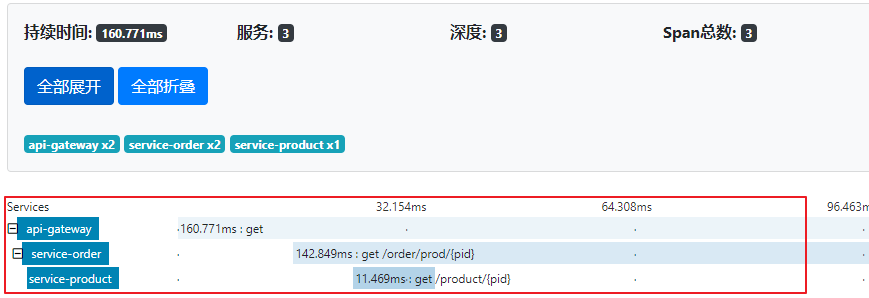 持续时间: 160.771ms 服务: 3 深度: 3 Span总数: 3
全部展开 全部折叠
api-gateway x2 service-order x2 service-product x1
Services 32.154ms 64.308ms 96.463m
api-gateway 160.771ms : get
service-order 142.849ms : get /order/prod/{pid}
service-product 11.469ms : get /product/{pid}